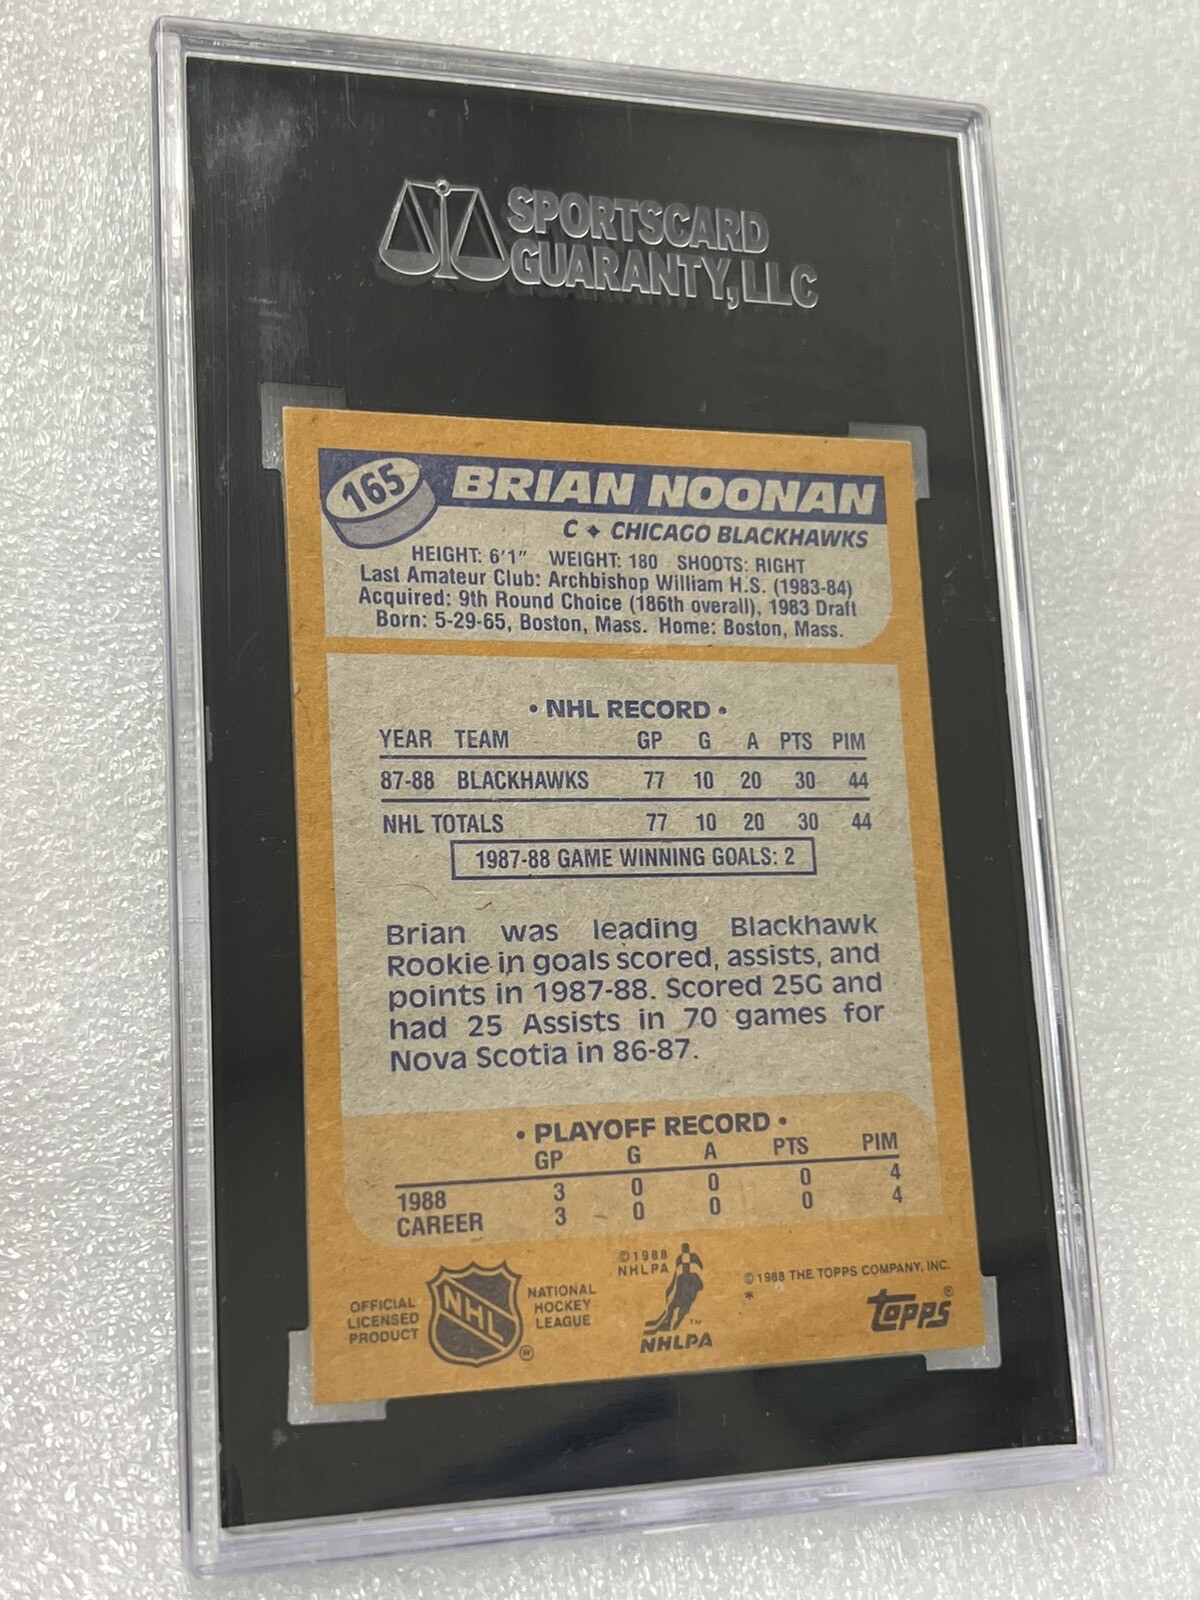 SPORTSCARD
GUARANTY, LLC
165
BRIAN NOONAN
C ✦ CHICAGO BLACKHAWKS
HEIGHT: 6'1" WEIGHT: 180 SHOOTS: RIGHT
Last Amateur Club: Archbishop William H.S. (1983-84)
Acquired: 9th Round Choice (186th overall), 1983 Draft
Born: 5-29-65, Boston, Mass. Home: Boston, Mass.
• NHL RECORD •
YEAR TEAM GP G A PTS PIM
87-88 BLACKHAWKS 77 10 20 30 44
NHL TOTALS 77 10 20 30 44
1987-88 GAME WINNING GOALS: 2
Brian was leading Blackhawk
Rookie in goals scored, assists, and
points in 1987-88. Scored 25G and
had 25 Assists in 70 games for
Nova Scotia in 86-87.
• PLAYOFF RECORD •
GP G A PTS PIM
1988 3 0 0 0 4
CAREER 3 0 0 0 4
OFFICIAL
LICENSED
PRODUCT
NHL
®
NATIONAL
HOCKEY
LEAGUE
©1988
NHLPA
™
NHLPA
©1988 THE TOPPS COMPANY, INC.
*
topps®